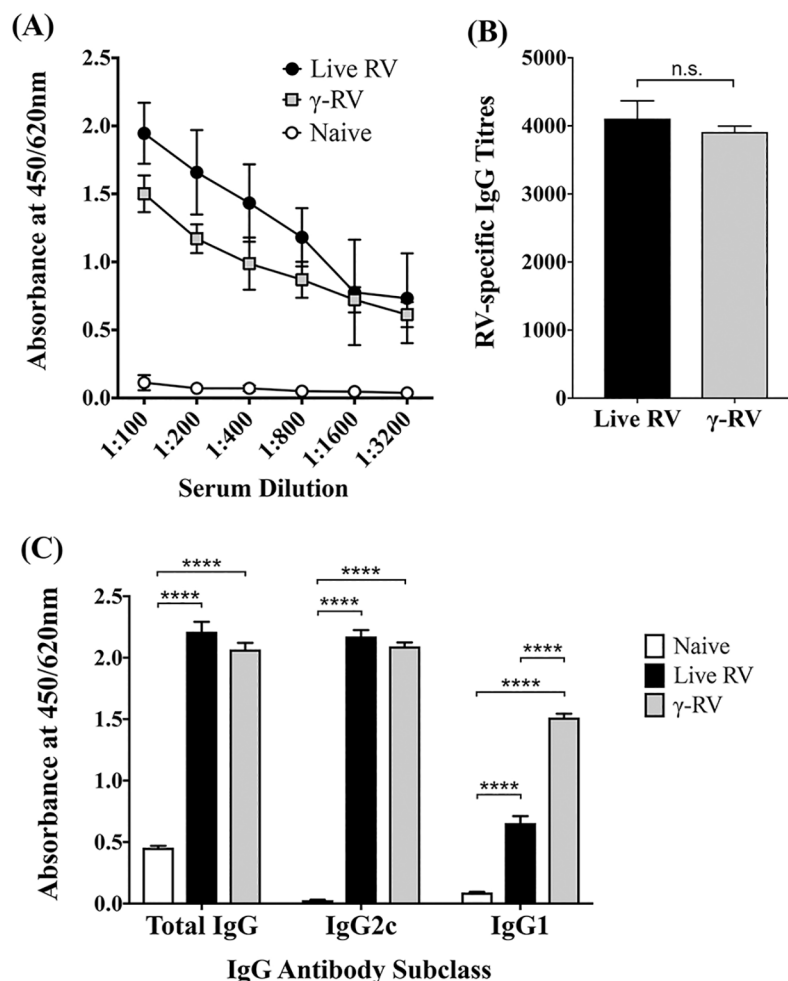 (A)
Absorbance at 450/620nm
2.5
2.0
1.5
1.0
0.5
0.0
Live RV
γ-RV
Naive
1:100
1:200
1:400
1:800
1:1600
1:3200
Serum Dilution
(B)
RV-specific IgG Titres
5000
4000
3000
2000
1000
0
n.s.
Live RV
γ-RV
(C)
Absorbance at 450/620nm
2.5
2.0
1.5
1.0
0.5
0.0
****
****
****
****
****
****
****
Naive
Live RV
γ-RV
Total IgG
IgG2c
IgG1
IgG Antibody Subclass